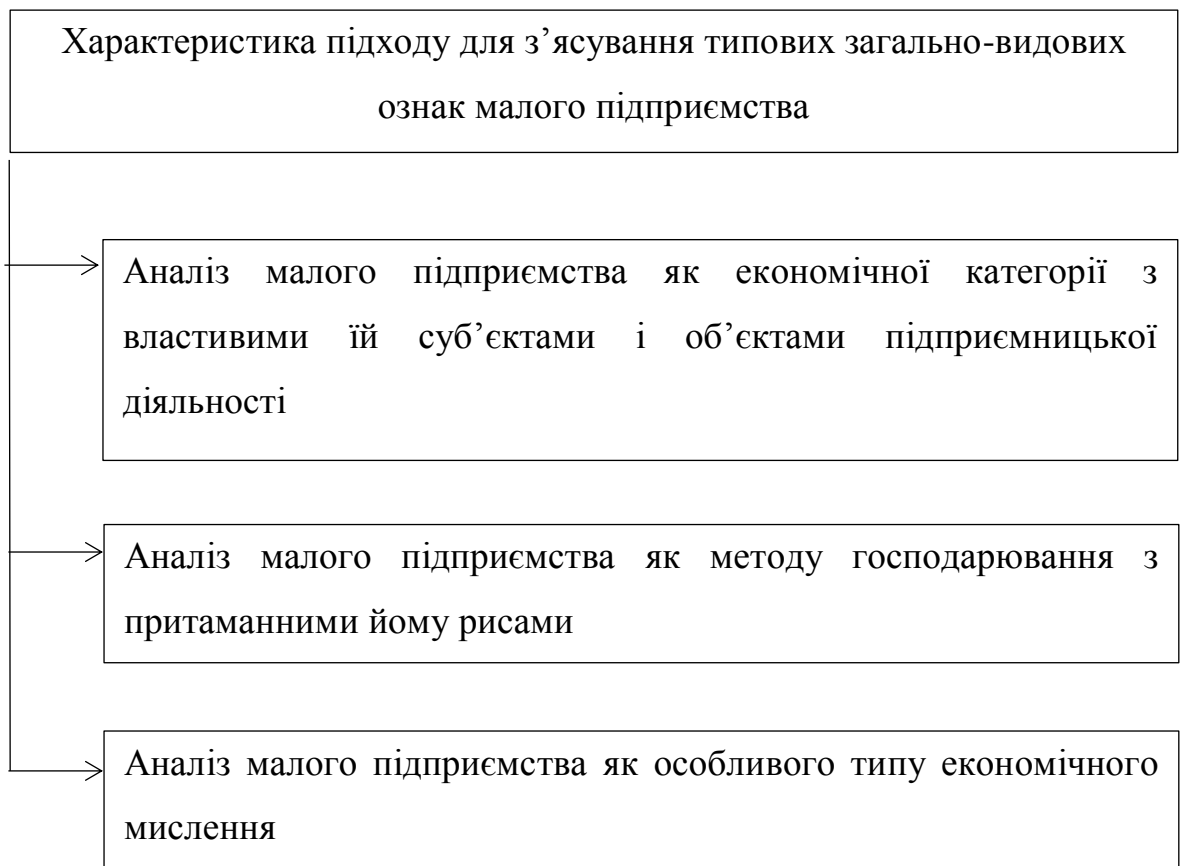 Характеристика підходу для з’ясування типових загально-видових
ознак малого підприємства
Аналіз малого підприємства як економічної категорії з
властивими їй суб’єктами і об’єктами підприємницької
діяльності
Аналіз малого підприємства як методу господарювання з
притаманними йому рисами
Аналіз малого підприємства як особливого типу економічного
мислення